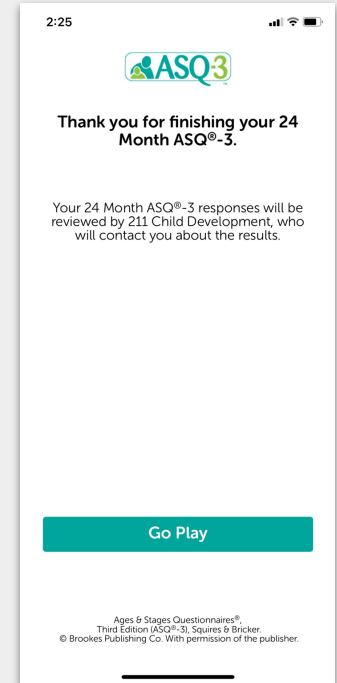 2:25
ASQ-3™
Thank you for finishing your 24
Month ASQ®-3.
Your 24 Month ASQ®-3 responses will be
reviewed by 211 Child Development, who
will contact you about the results.
Go Play
Ages & Stages Questionnaires®,
Third Edition (ASQ®-3), Squires & Bricker.
© Brookes Publishing Co. With permission of the publisher.